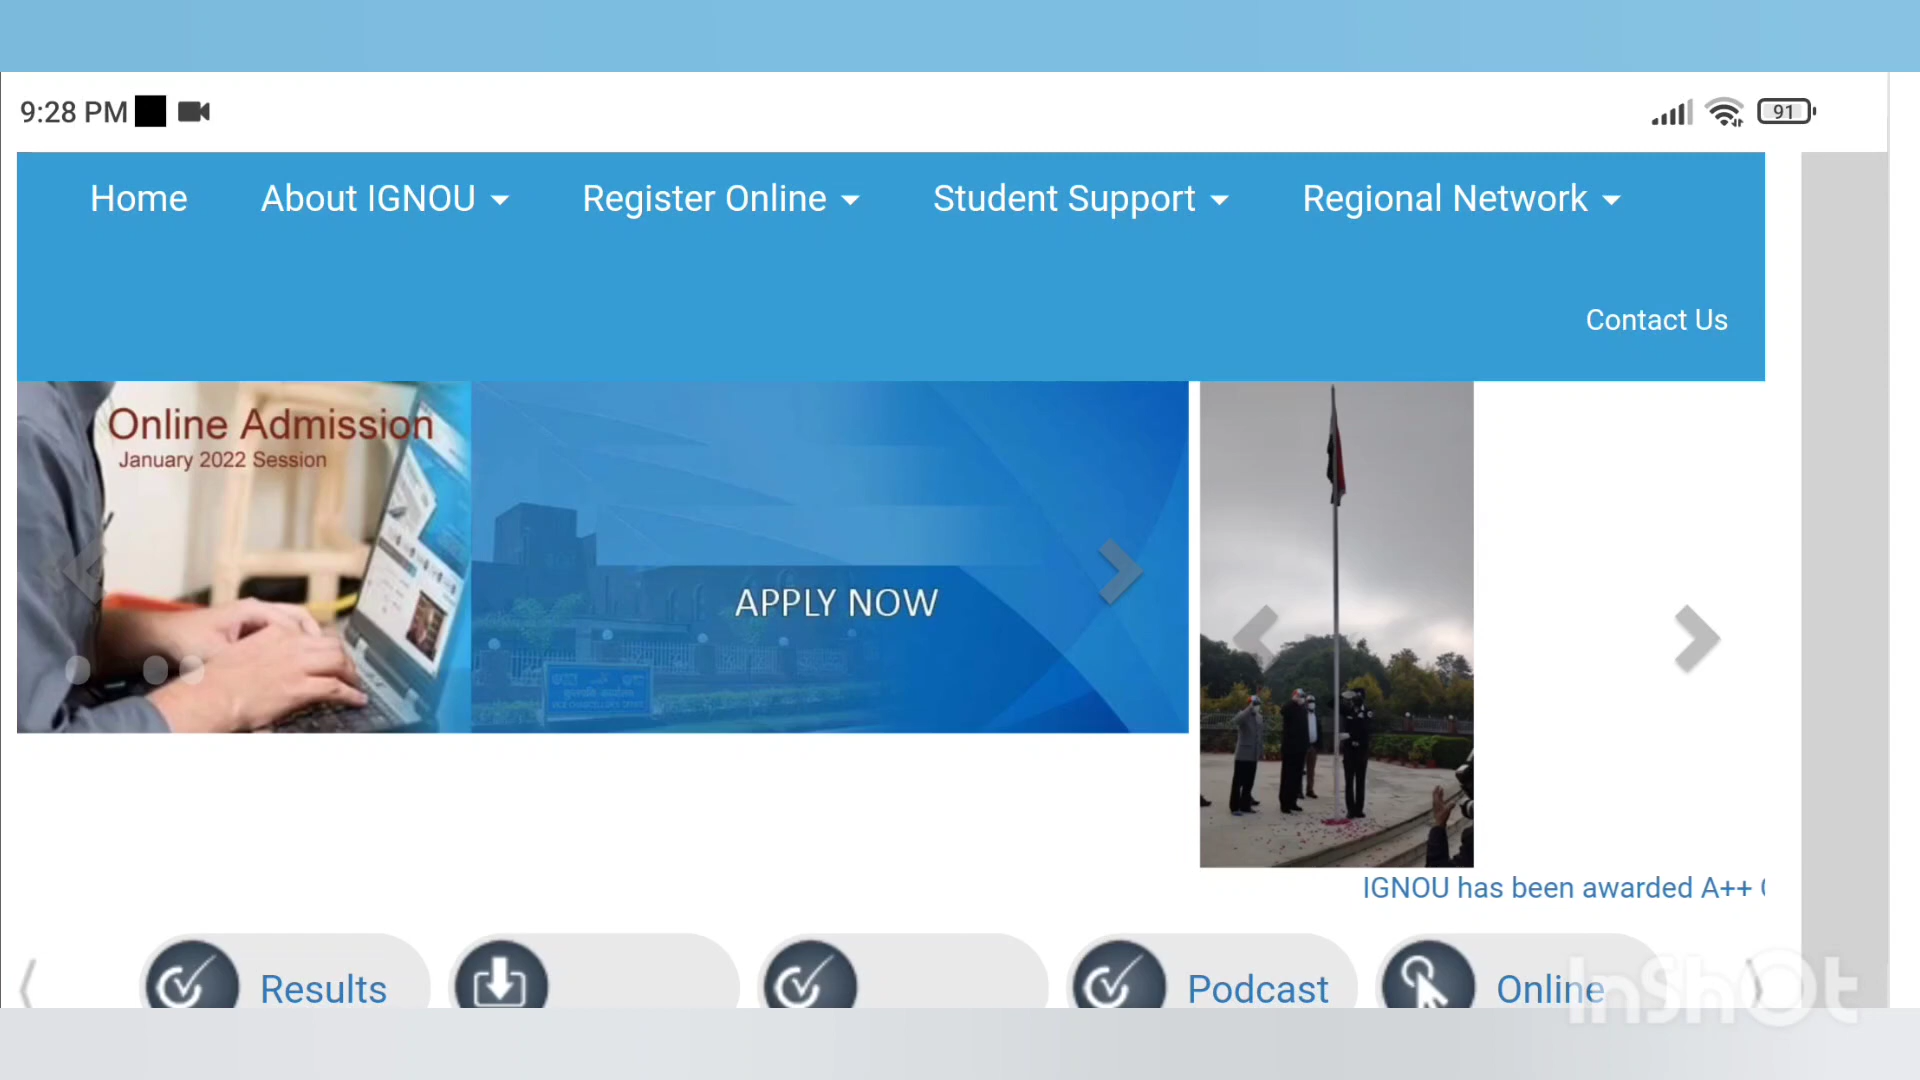 9:28 PM
91
Home About IGNOU Register Online Student Support Regional Network
Contact Us
Online Admission
January 2022 Session
APPLY NOW
IGNOU has been awarded A++
Results Podcast Online
InShOt